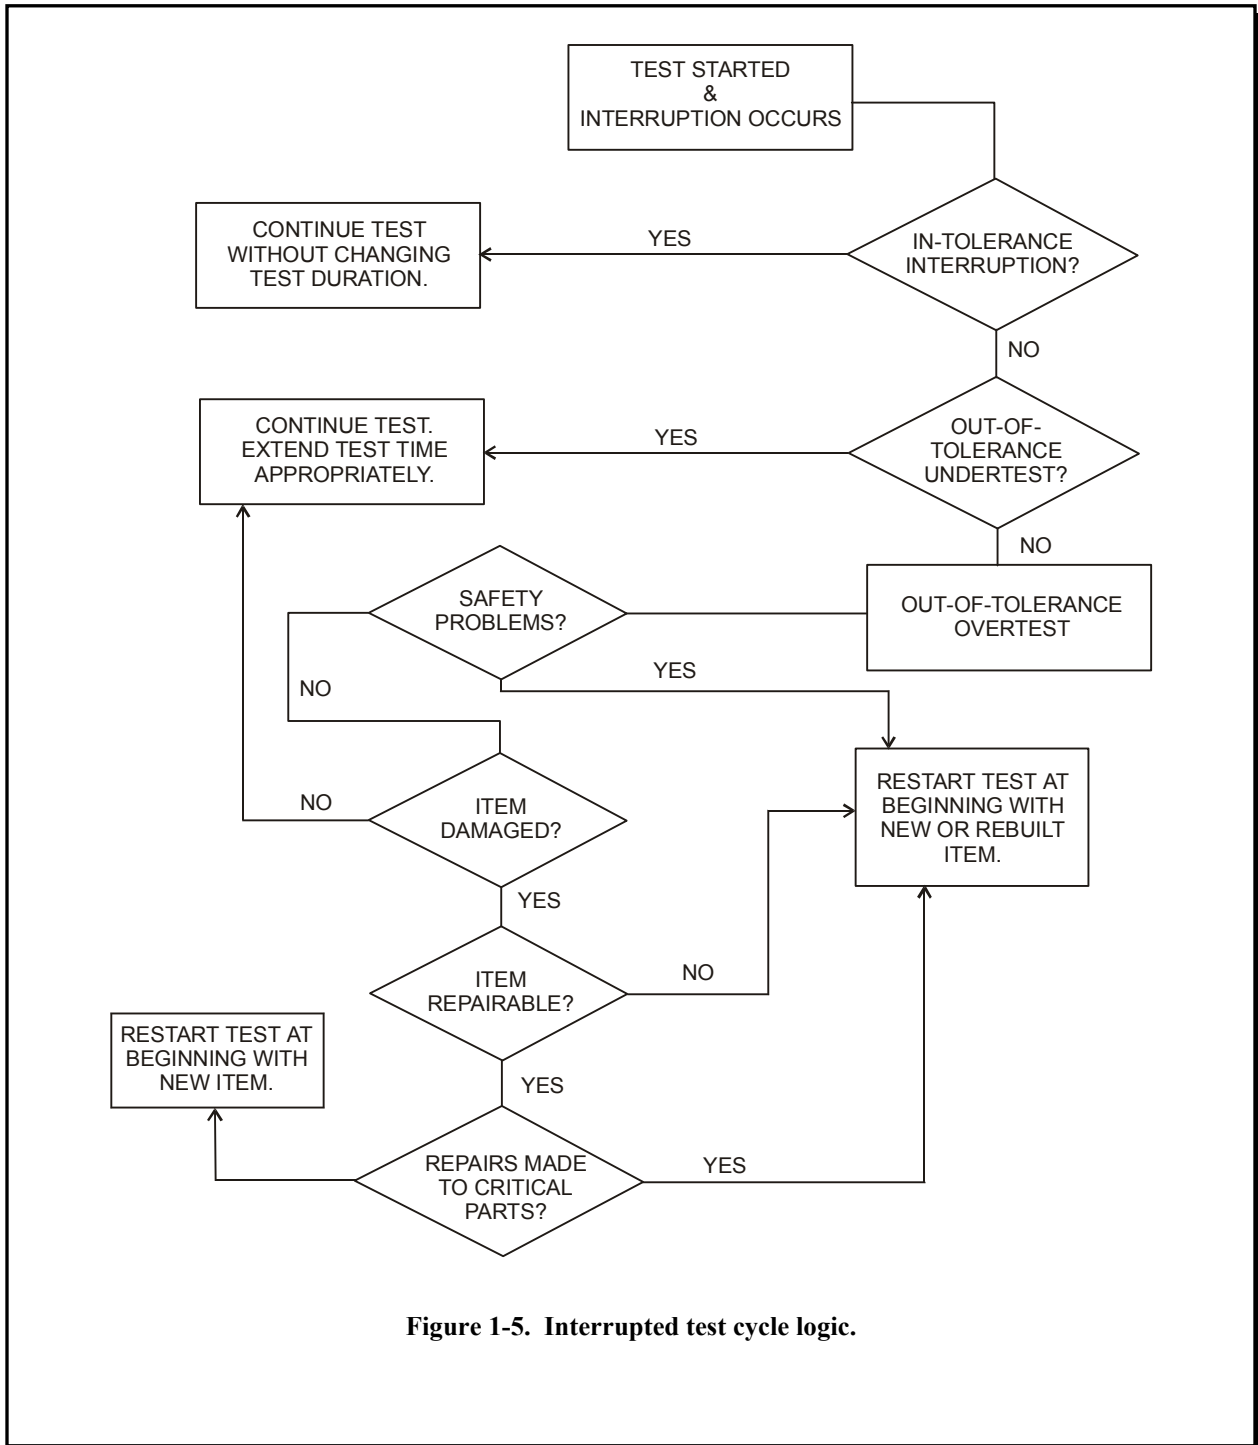 TEST STARTED
&
INTERRUPTION OCCURS
CONTINUE TEST
WITHOUT CHANGING
TEST DURATION.
YES
IN-TOLERANCE
INTERRUPTION?
NO
CONTINUE TEST.
EXTEND TEST TIME
APPROPRIATELY.
YES
OUT-OF-
TOLERANCE
UNDERTEST?
NO
SAFETY
PROBLEMS?
OUT-OF-TOLERANCE
OVERTEST
NO
YES
NO
ITEM
DAMAGED?
RESTART TEST AT
BEGINNING WITH
NEW OR REBUILT
ITEM.
YES
ITEM
REPAIRABLE?
NO
RESTART TEST AT
BEGINNING WITH
NEW ITEM.
YES
REPAIRS MADE
TO CRITICAL
PARTS?
YES
Figure 1-5. Interrupted test cycle logic.